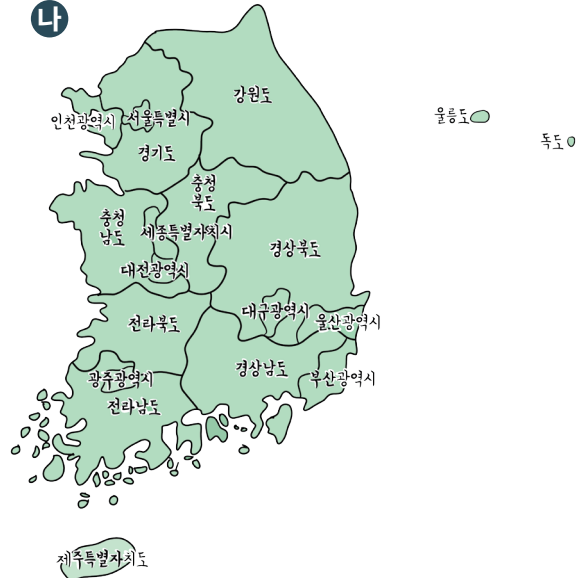 나
강원도
울릉도
인천광역시
서울특별시
독도
경기도
충청
북도
충청
남도
세종특별자치시
경상북도
대전광역시
대구광역시
전라북도
울산광역시
경상남도
광주광역시
부산광역시
전라남도
제주특별자치도